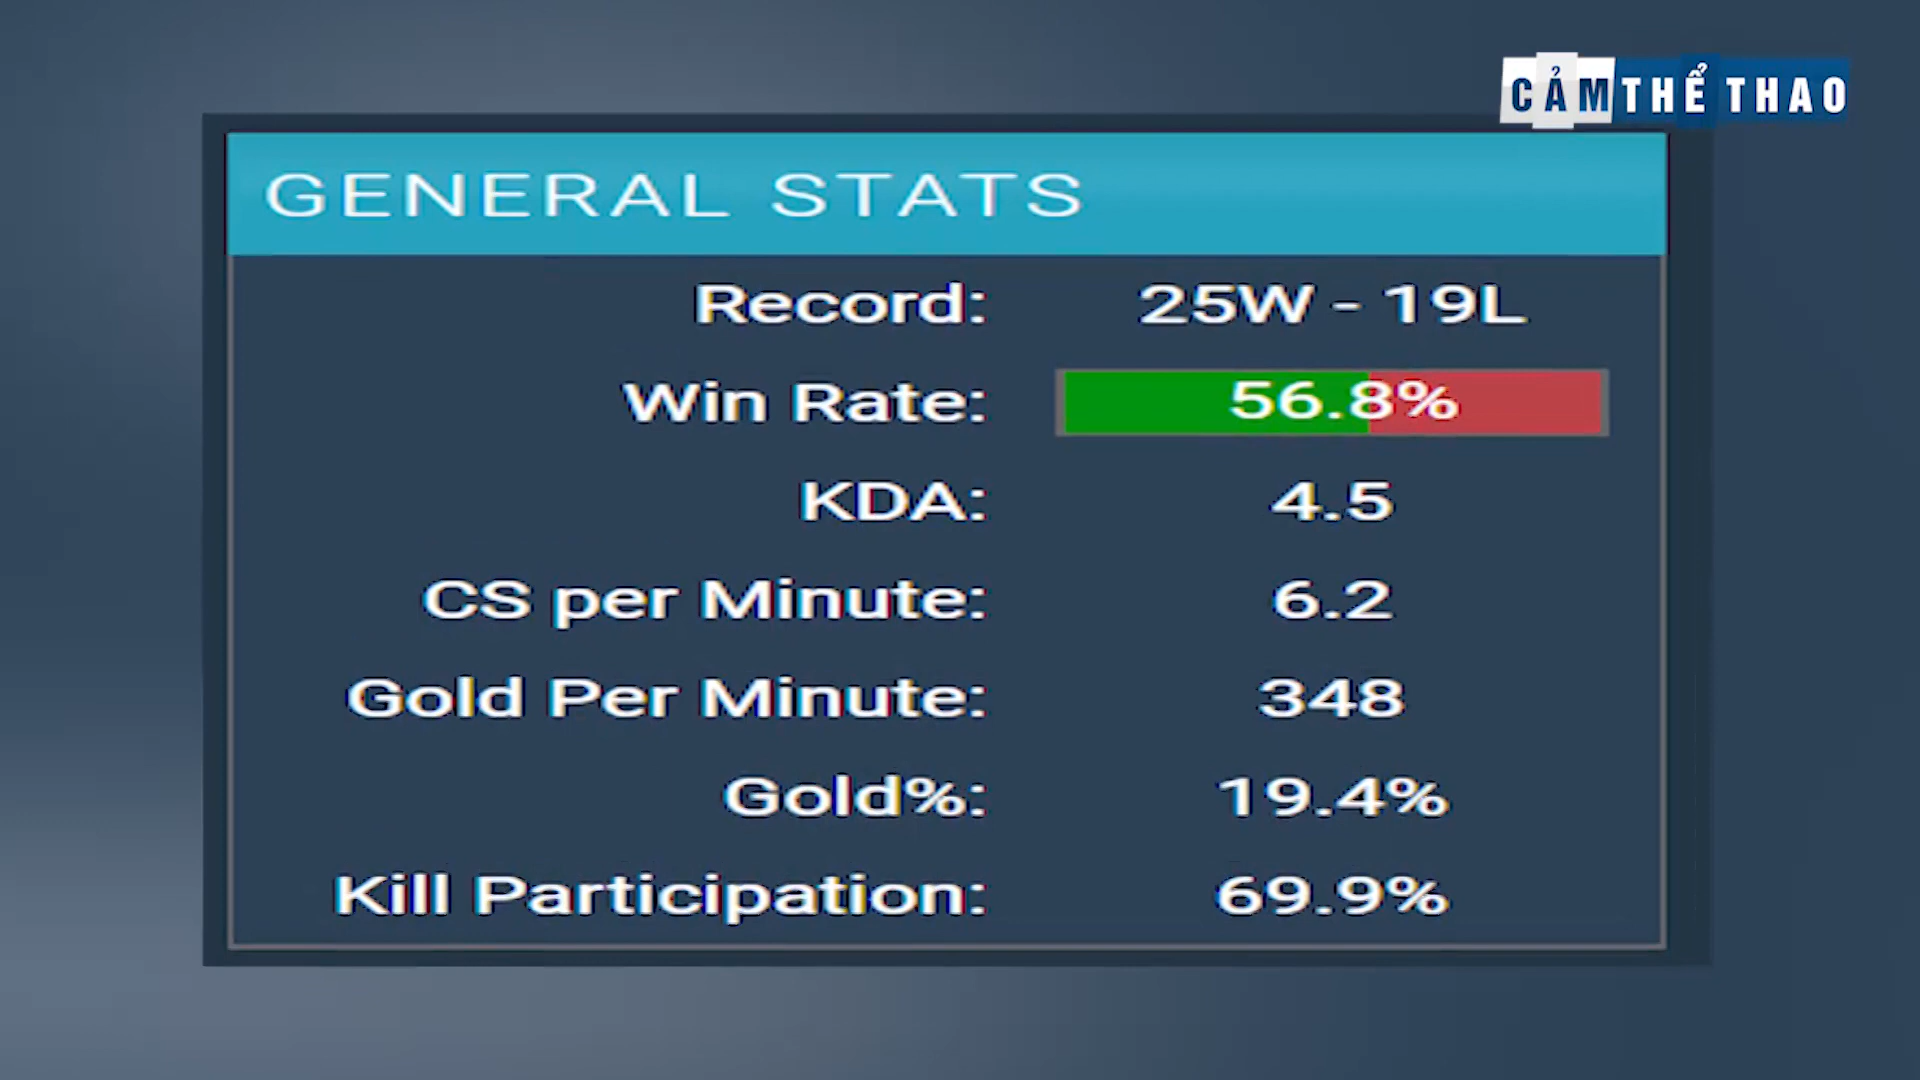 CẢM THỂ THAO
GENERAL STATS
Record: 25W - 19L
Win Rate: 56.8%
KDA: 4.5
CS per Minute: 6.2
Gold Per Minute: 348
Gold%: 19.4%
Kill Participation: 69.9%